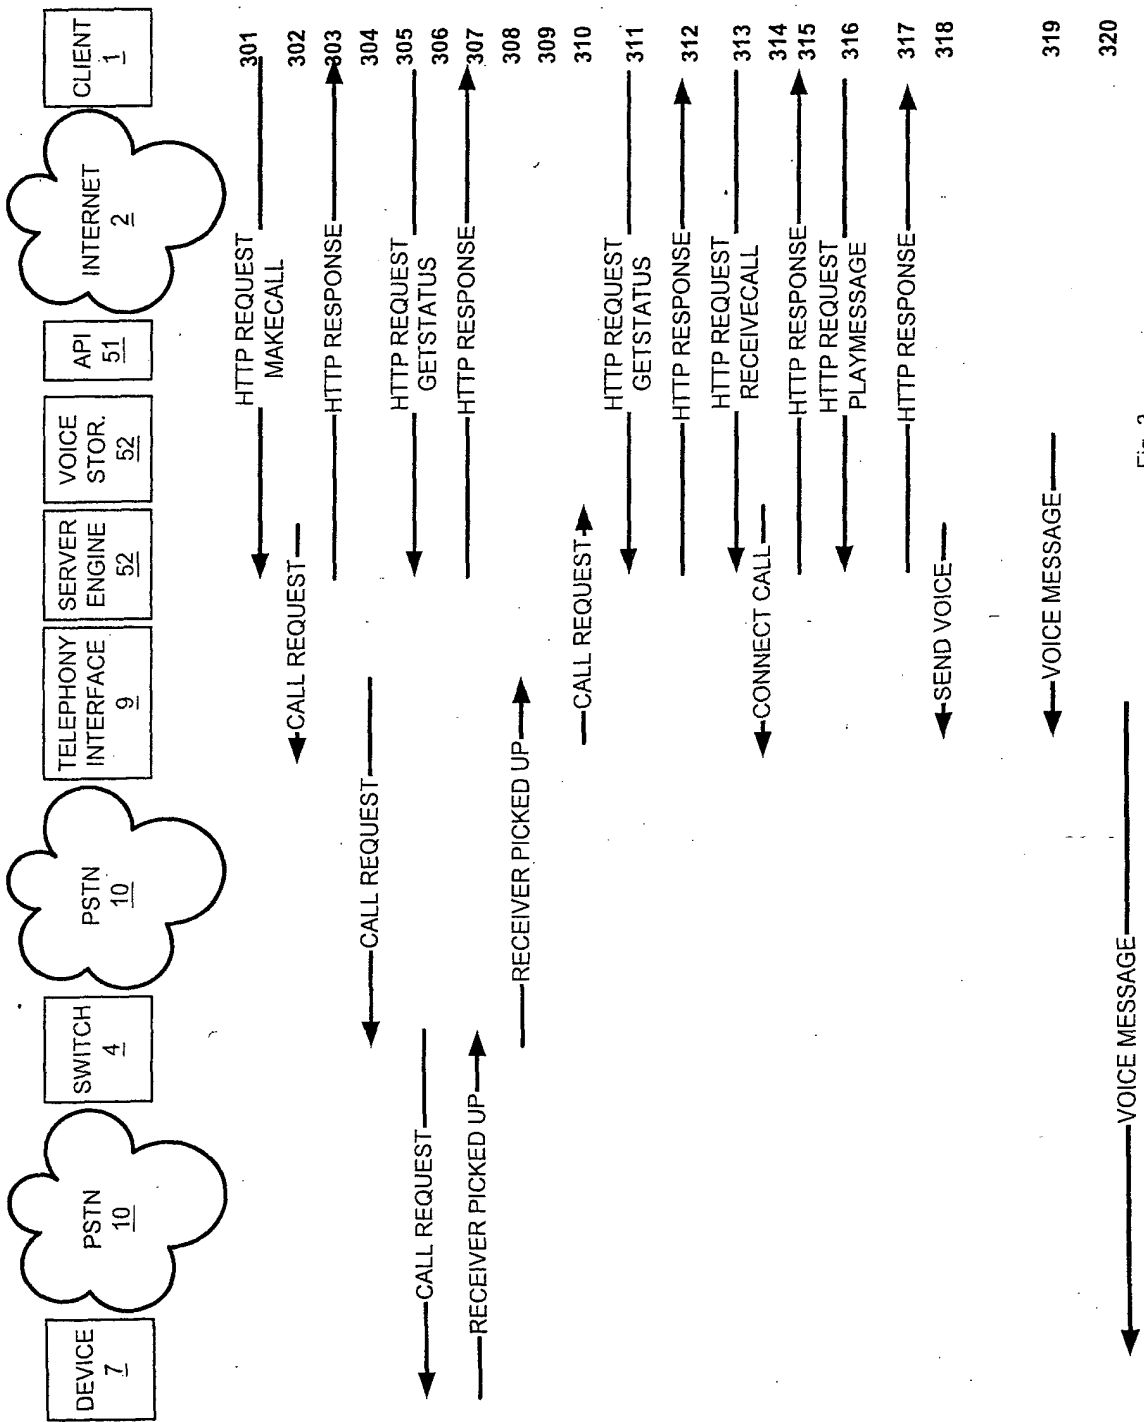 DEVICE
7
PSTN
10
SWITCH
4
PSTN
10
TELEPHONY
INTERFACE
9
SERVER
ENGINE
52
VOICE
STOR.
52
API
51
INTERNET
2
CLIENT
1
HTTP REQUEST
MAKECALL
301
CALL REQUEST
302
HTTP RESPONSE
303
CALL REQUEST
304
HTTP REQUEST
GETSTATUS
305
CALL REQUEST
306
HTTP RESPONSE
307
RECEIVER PICKED UP
308
RECEIVER PICKED UP
309
CALL REQUEST
310
HTTP REQUEST
GETSTATUS
311
HTTP RESPONSE
312
HTTP REQUEST
RECEIVECALL
313
CONNECT CALL
314
HTTP RESPONSE
315
HTTP REQUEST
PLAYMESSAGE
316
HTTP RESPONSE
317
SEND VOICE
318
VOICE MESSAGE
319
VOICE MESSAGE
320